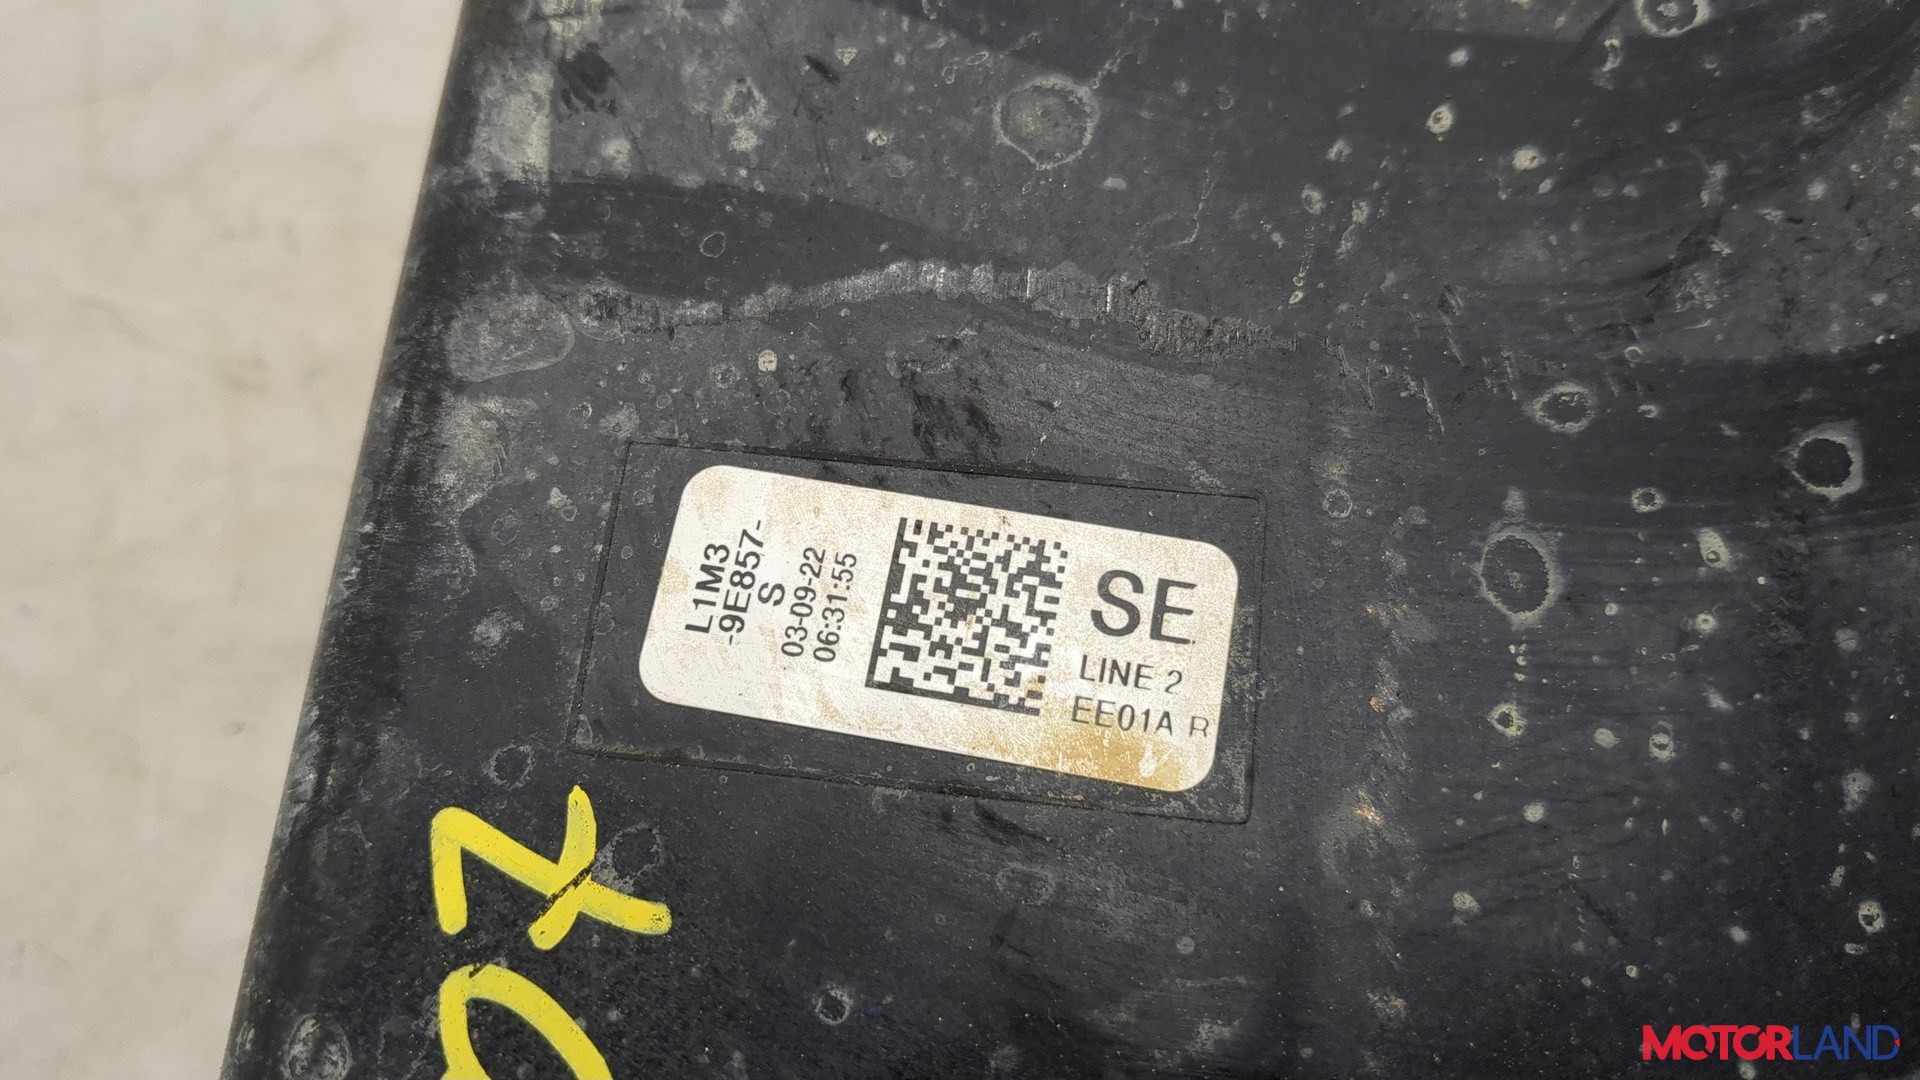 L1M3
-9E857-
S
03-09-22
06:31:55
SE
LINE 2
EE01A R
MOTORLAND